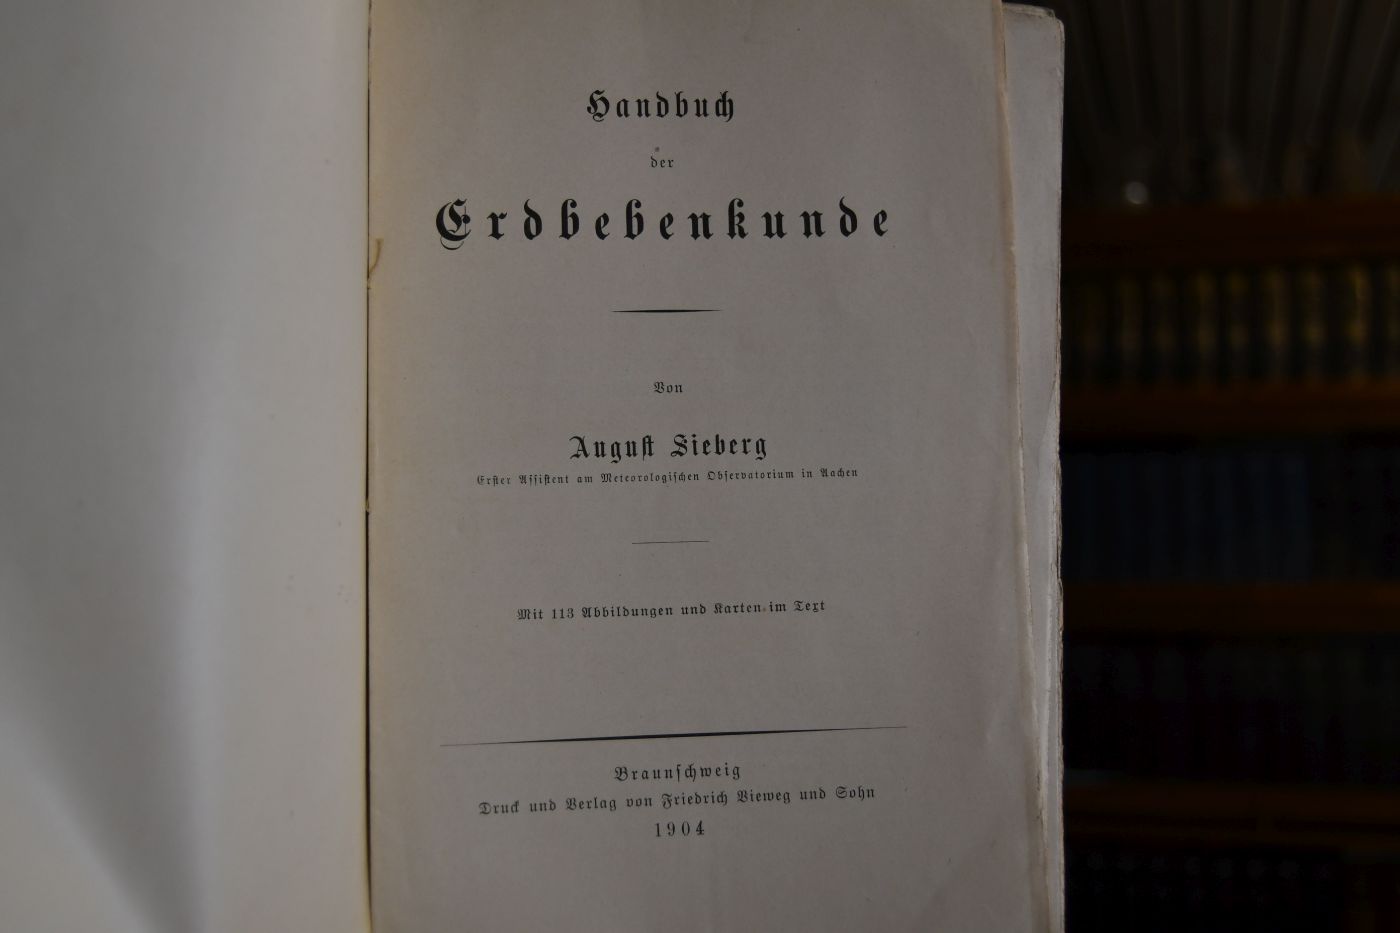 Handbuch
der
Erdbebenkunde
Von
August Sieberg
Erster Assistent am Meteorologischen Observatorium in Aachen
Mit 113 Abbildungen und Karten im Text
Braunschweig
Druck und Verlag von Friedrich Vieweg und Sohn
1904